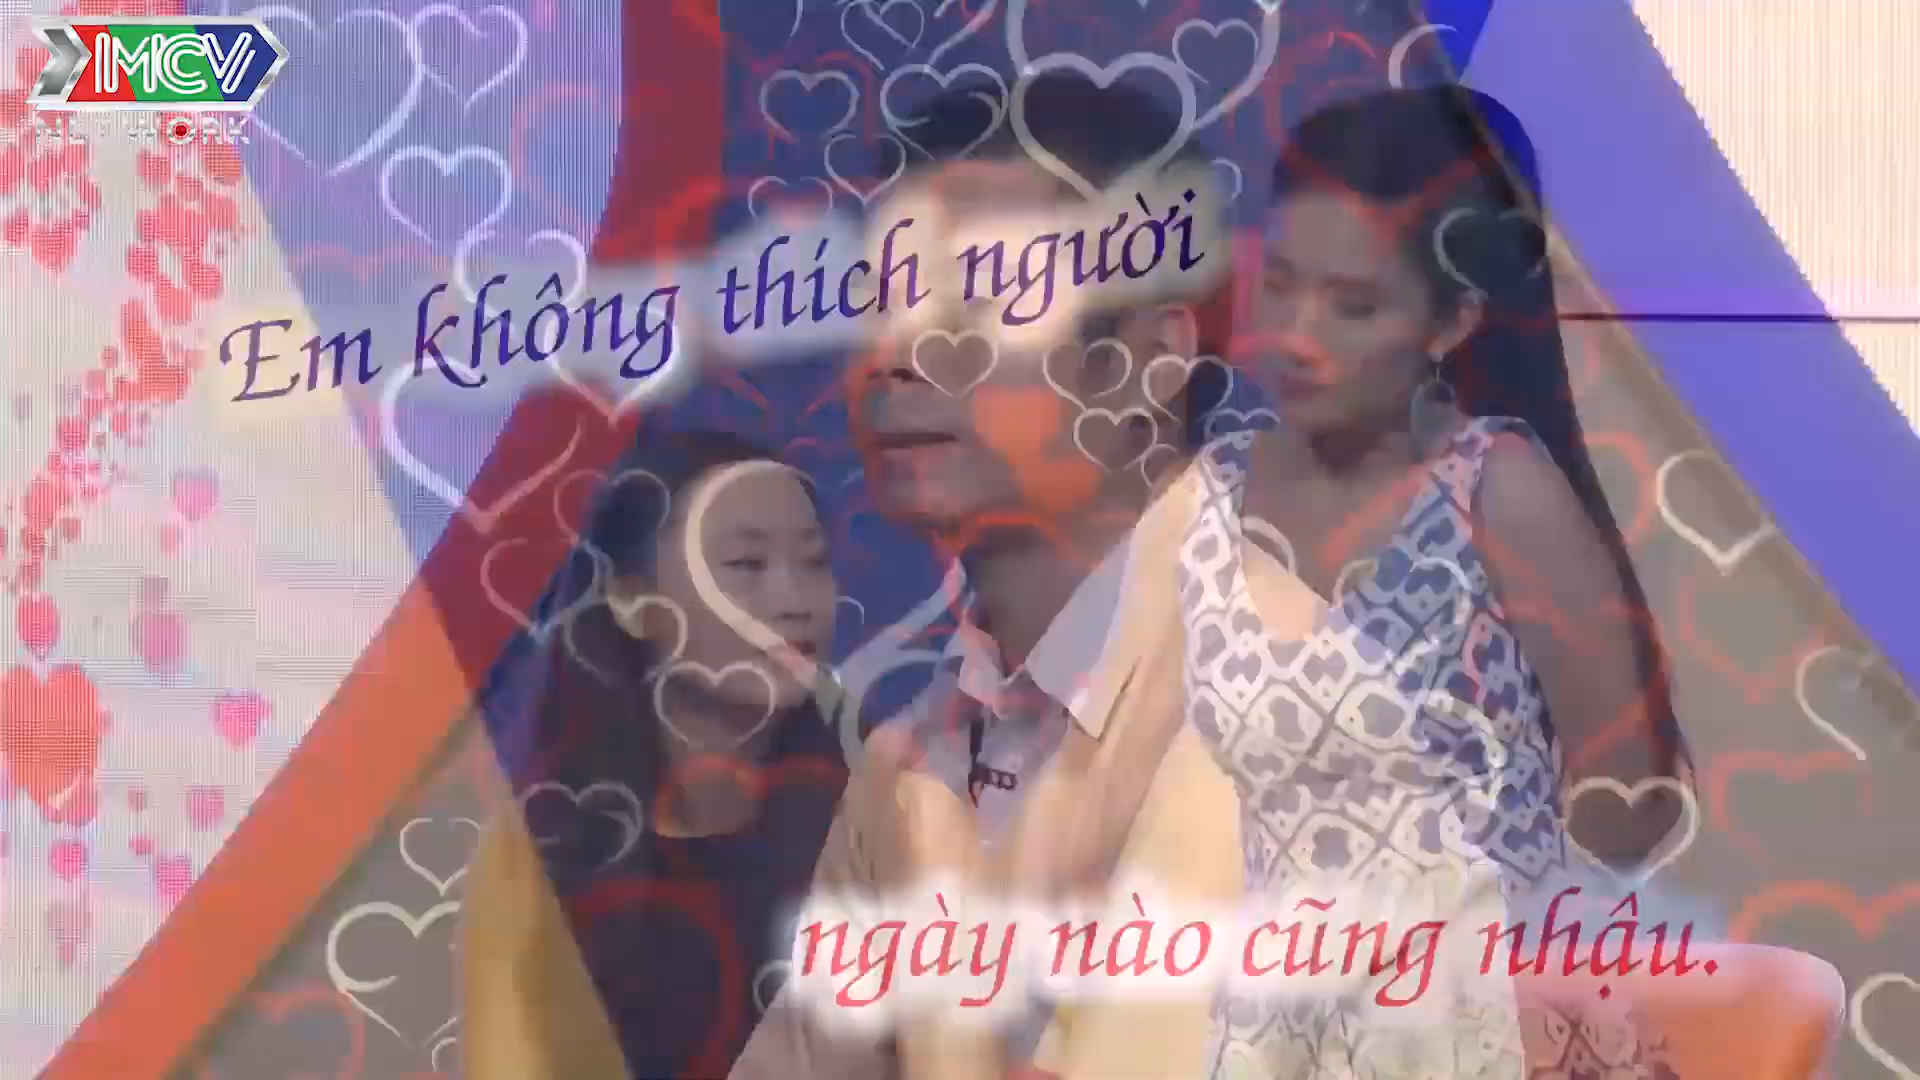 MCV
NETWORK
Em không thích người
ngày nào cũng nhậu.